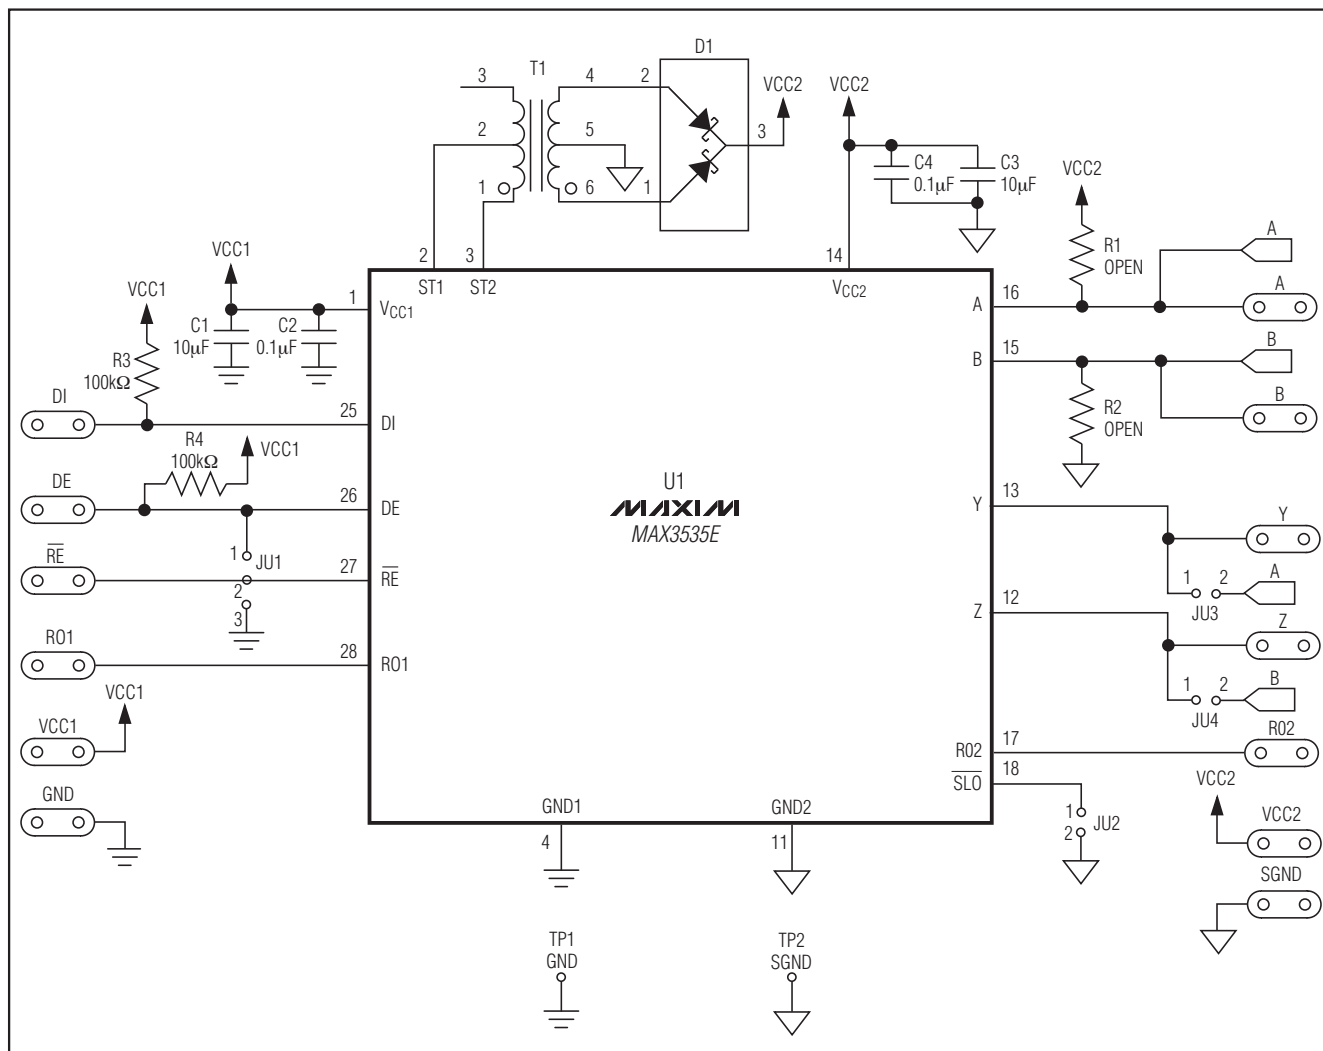 D1
T1
3
4
2
VCC2
3
2
5
1
6
1
VCC2
C4
0.1µF
C3
10µF
VCC2
R1
OPEN
A
A
VCC1
VCC1
C1
10µF
C2
0.1µF
R3
100kΩ
1
VCC1
2
ST1
3
ST2
14
VCC2
A
16
B
15
B
B
R2
OPEN
DI
25
DI
R4
100kΩ
VCC1
DE
26
DE
1
JU1
2
3
RE
27
RE
RO1
28
RO1
U1
MAXIM
MAX3535E
Y
13
Y
1
2
A
JU3
Z
12
Z
1
2
B
JU4
RO2
17
RO2
SLO
18
1
2
JU2
VCC1
VCC1
GND
VCC2
VCC2
SGND
GND1
4
GND2
11
TP1
GND
TP2
SGND